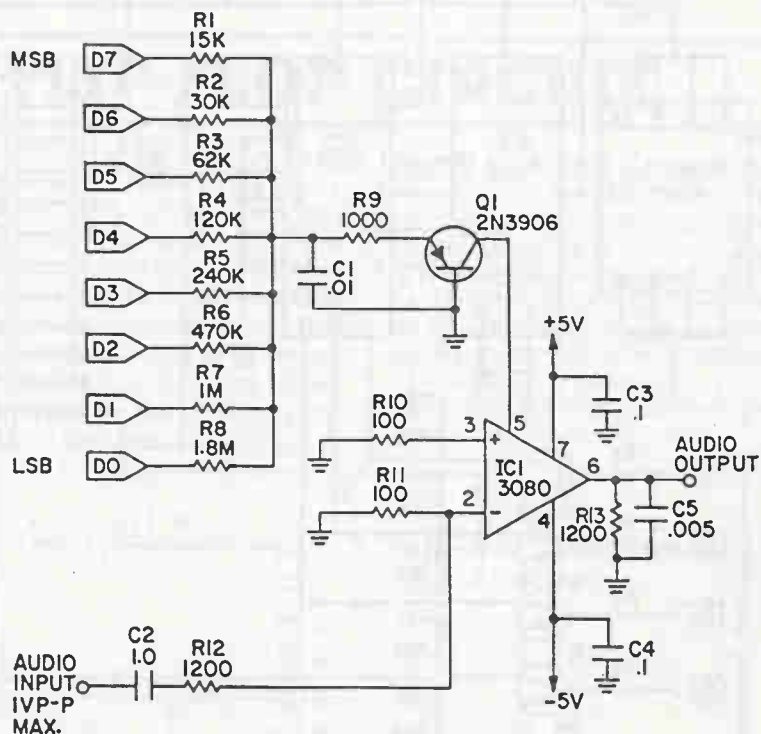 R1
15K
MSB
D7
R2
30K
D6
R3
62K
D5
R4
120K
D4
R5
240K
D3
R6
470K
D2
R7
1M
D1
R8
1.8M
LSB
D0
R9
1000
Q1
2N3906
C1
.01
+5V
C3
.1
R10
100
3
+
5
7
R11
100
2
-
IC1
3080
6
4
AUDIO
OUTPUT
R13
1200
C5
.005
C4
.1
-5V
C2
1.0
R12
1200
AUDIO
INPUT
1VP-P
MAX.